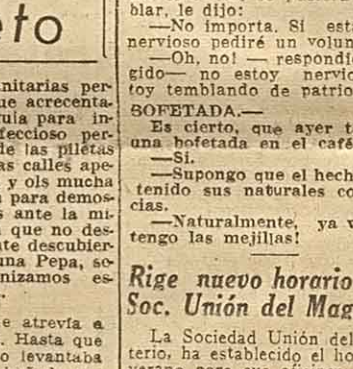 eto
nitarias per-
ue acrecenta-
uía para in-
feccioso per-
de las piletas
as calles ape-
y ols mucha
para demos-
s ante la mi-
que no des-
te descubier-
una Pepa, se-
nizamos es-
e atrevía a
. Hasta que
o levantaba
blar, le dijo:
—No importa. Si est
nervioso pediré un volun
—Oh, no! — respondi
gido— no estoy nervio
toy temblando de patrio
BOFETADA.—
Es cierto, que ayer t
una bofetada en el café
—Sí.
—Supongo que el hech
tenido sus naturales co
cias.
—Naturalmente, ya v
tengo las mejillas!
Rige nuevo horario
Soc. Unión del Mag
La Sociedad Unión del
terio, ha establecido el ho